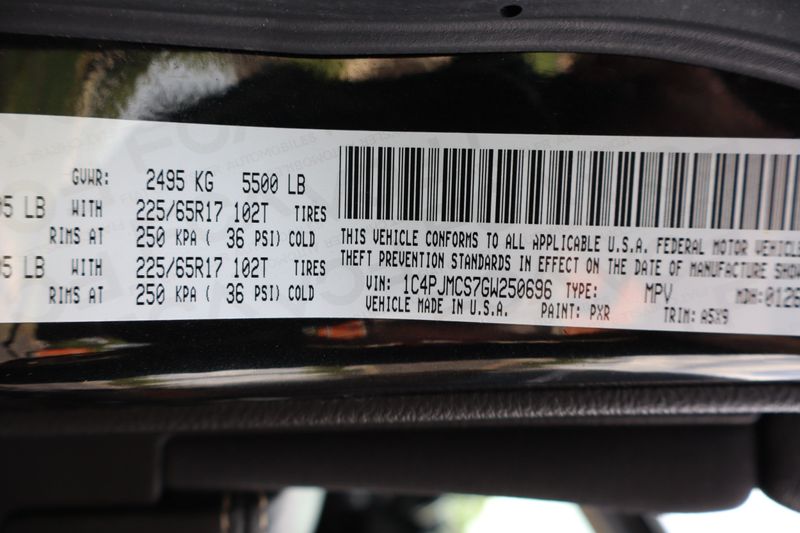 GVWR: 2495 KG 5500 LB
5 LB WITH 225/65R17 102T TIRES
RIMS AT 250 KPA ( 36 PSI) COLD
5 LB WITH 225/65R17 102T TIRES
RIMS AT 250 KPA ( 36 PSI) COLD
THIS VEHICLE CONFORMS TO ALL APPLICABLE U.S.A. FEDERAL MOTOR VEHICLE
THEFT PREVENTION STANDARDS IN EFFECT ON THE DATE OF MANUFACTURE SHOW
VIN: 1C4PJMCS7GW250696 TYPE: MPV MDH: 0126
VEHICLE MADE IN U.S.A. PAINT: PXR TRIM: A5X9